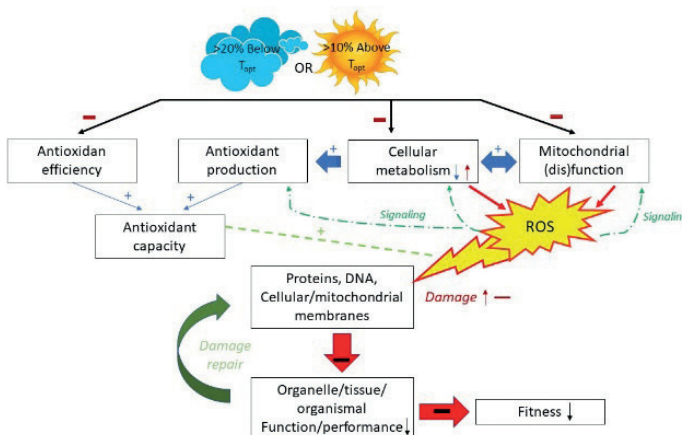 >20% Below
Topt
OR
>10% Above
Topt
Antioxidan
efficiency
Antioxidant
production
Cellular
metabolism
Mitochondrial
(dis)function
+
+
+
+
Antioxidant
capacity
Signaling
ROS
Signalin
+
Proteins, DNA,
Cellular/mitochondrial
membranes
Damage
Damage
repair
Organelle/tissue/
organismal
Function/performance
Fitness